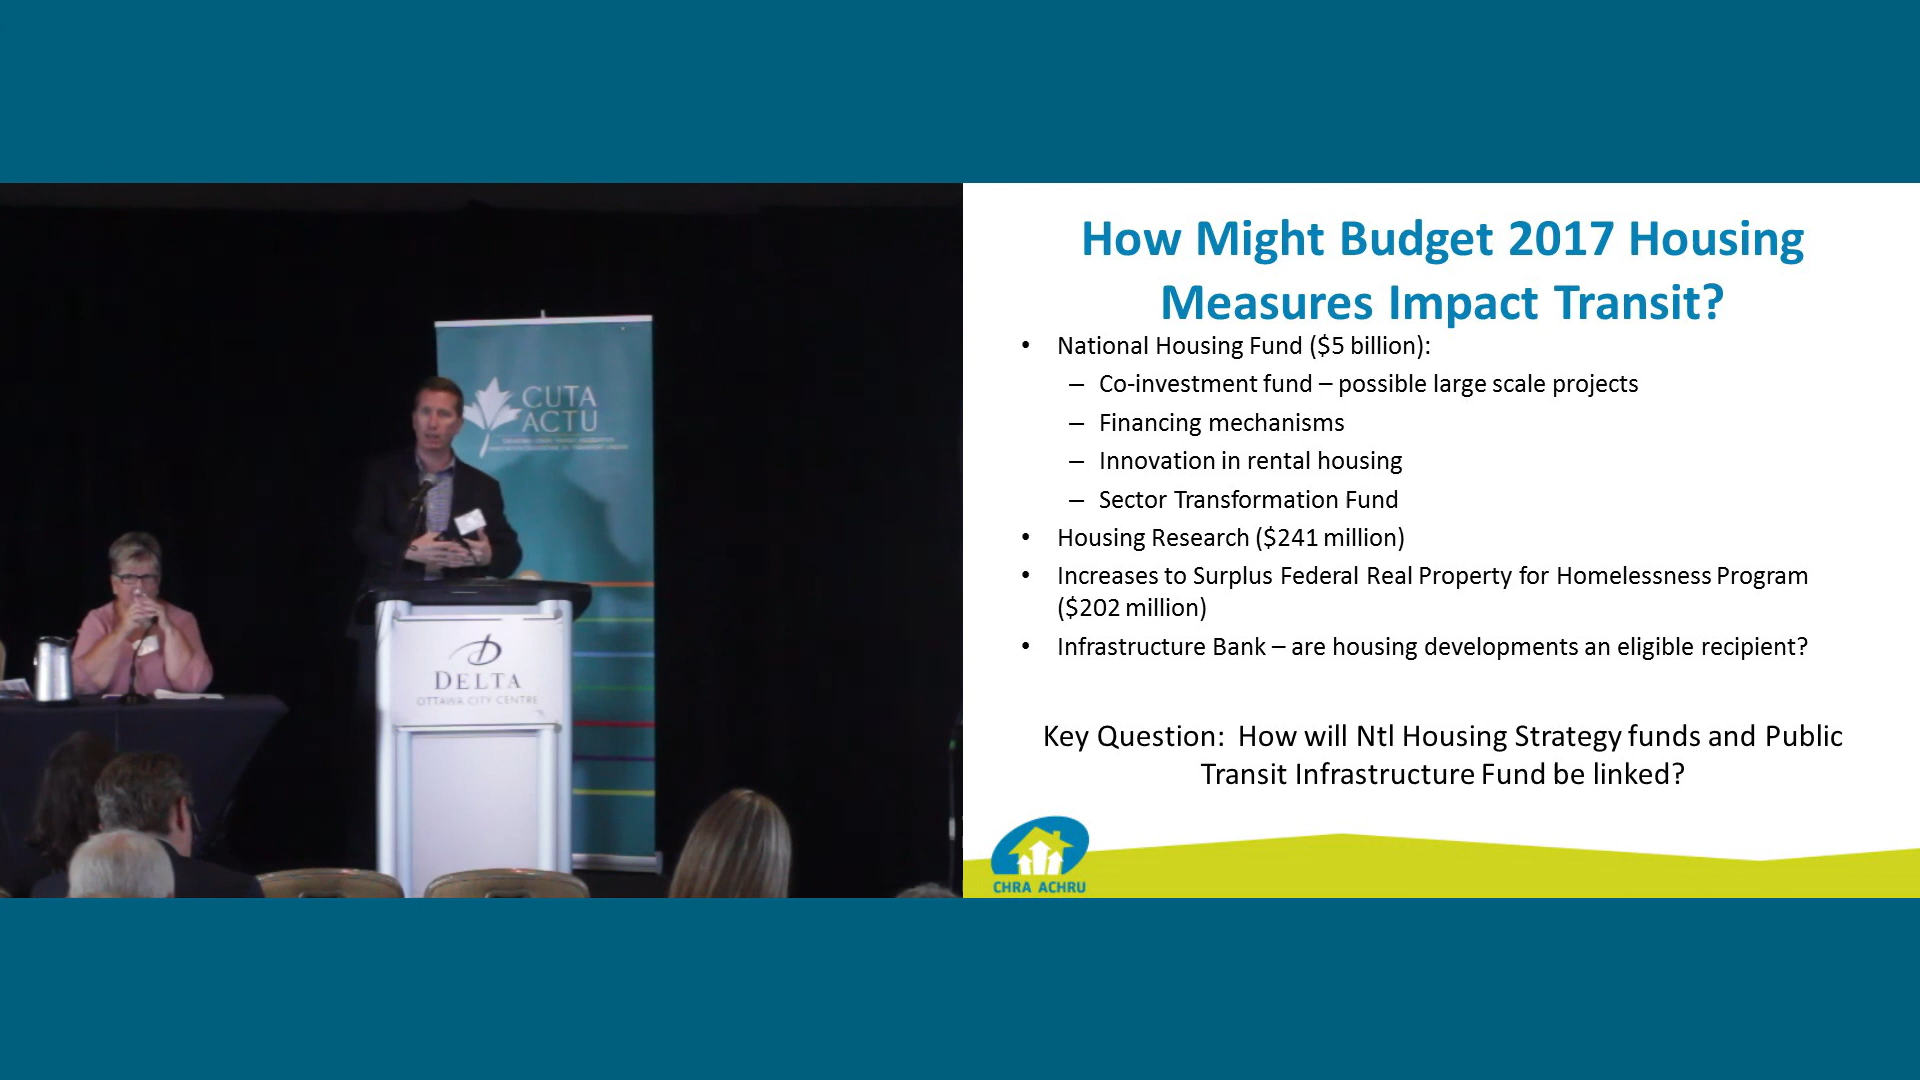 CUTA
ACTU
DELTA
OTTAWA CITY CENTRE
How Might Budget 2017 Housing
Measures Impact Transit?
• National Housing Fund ($5 billion):
– Co-investment fund – possible large scale projects
– Financing mechanisms
– Innovation in rental housing
– Sector Transformation Fund
• Housing Research ($241 million)
• Increases to Surplus Federal Real Property for Homelessness Program
($202 million)
• Infrastructure Bank – are housing developments an eligible recipient?
Key Question: How will Ntl Housing Strategy funds and Public
Transit Infrastructure Fund be linked?
CHRA ACHRU